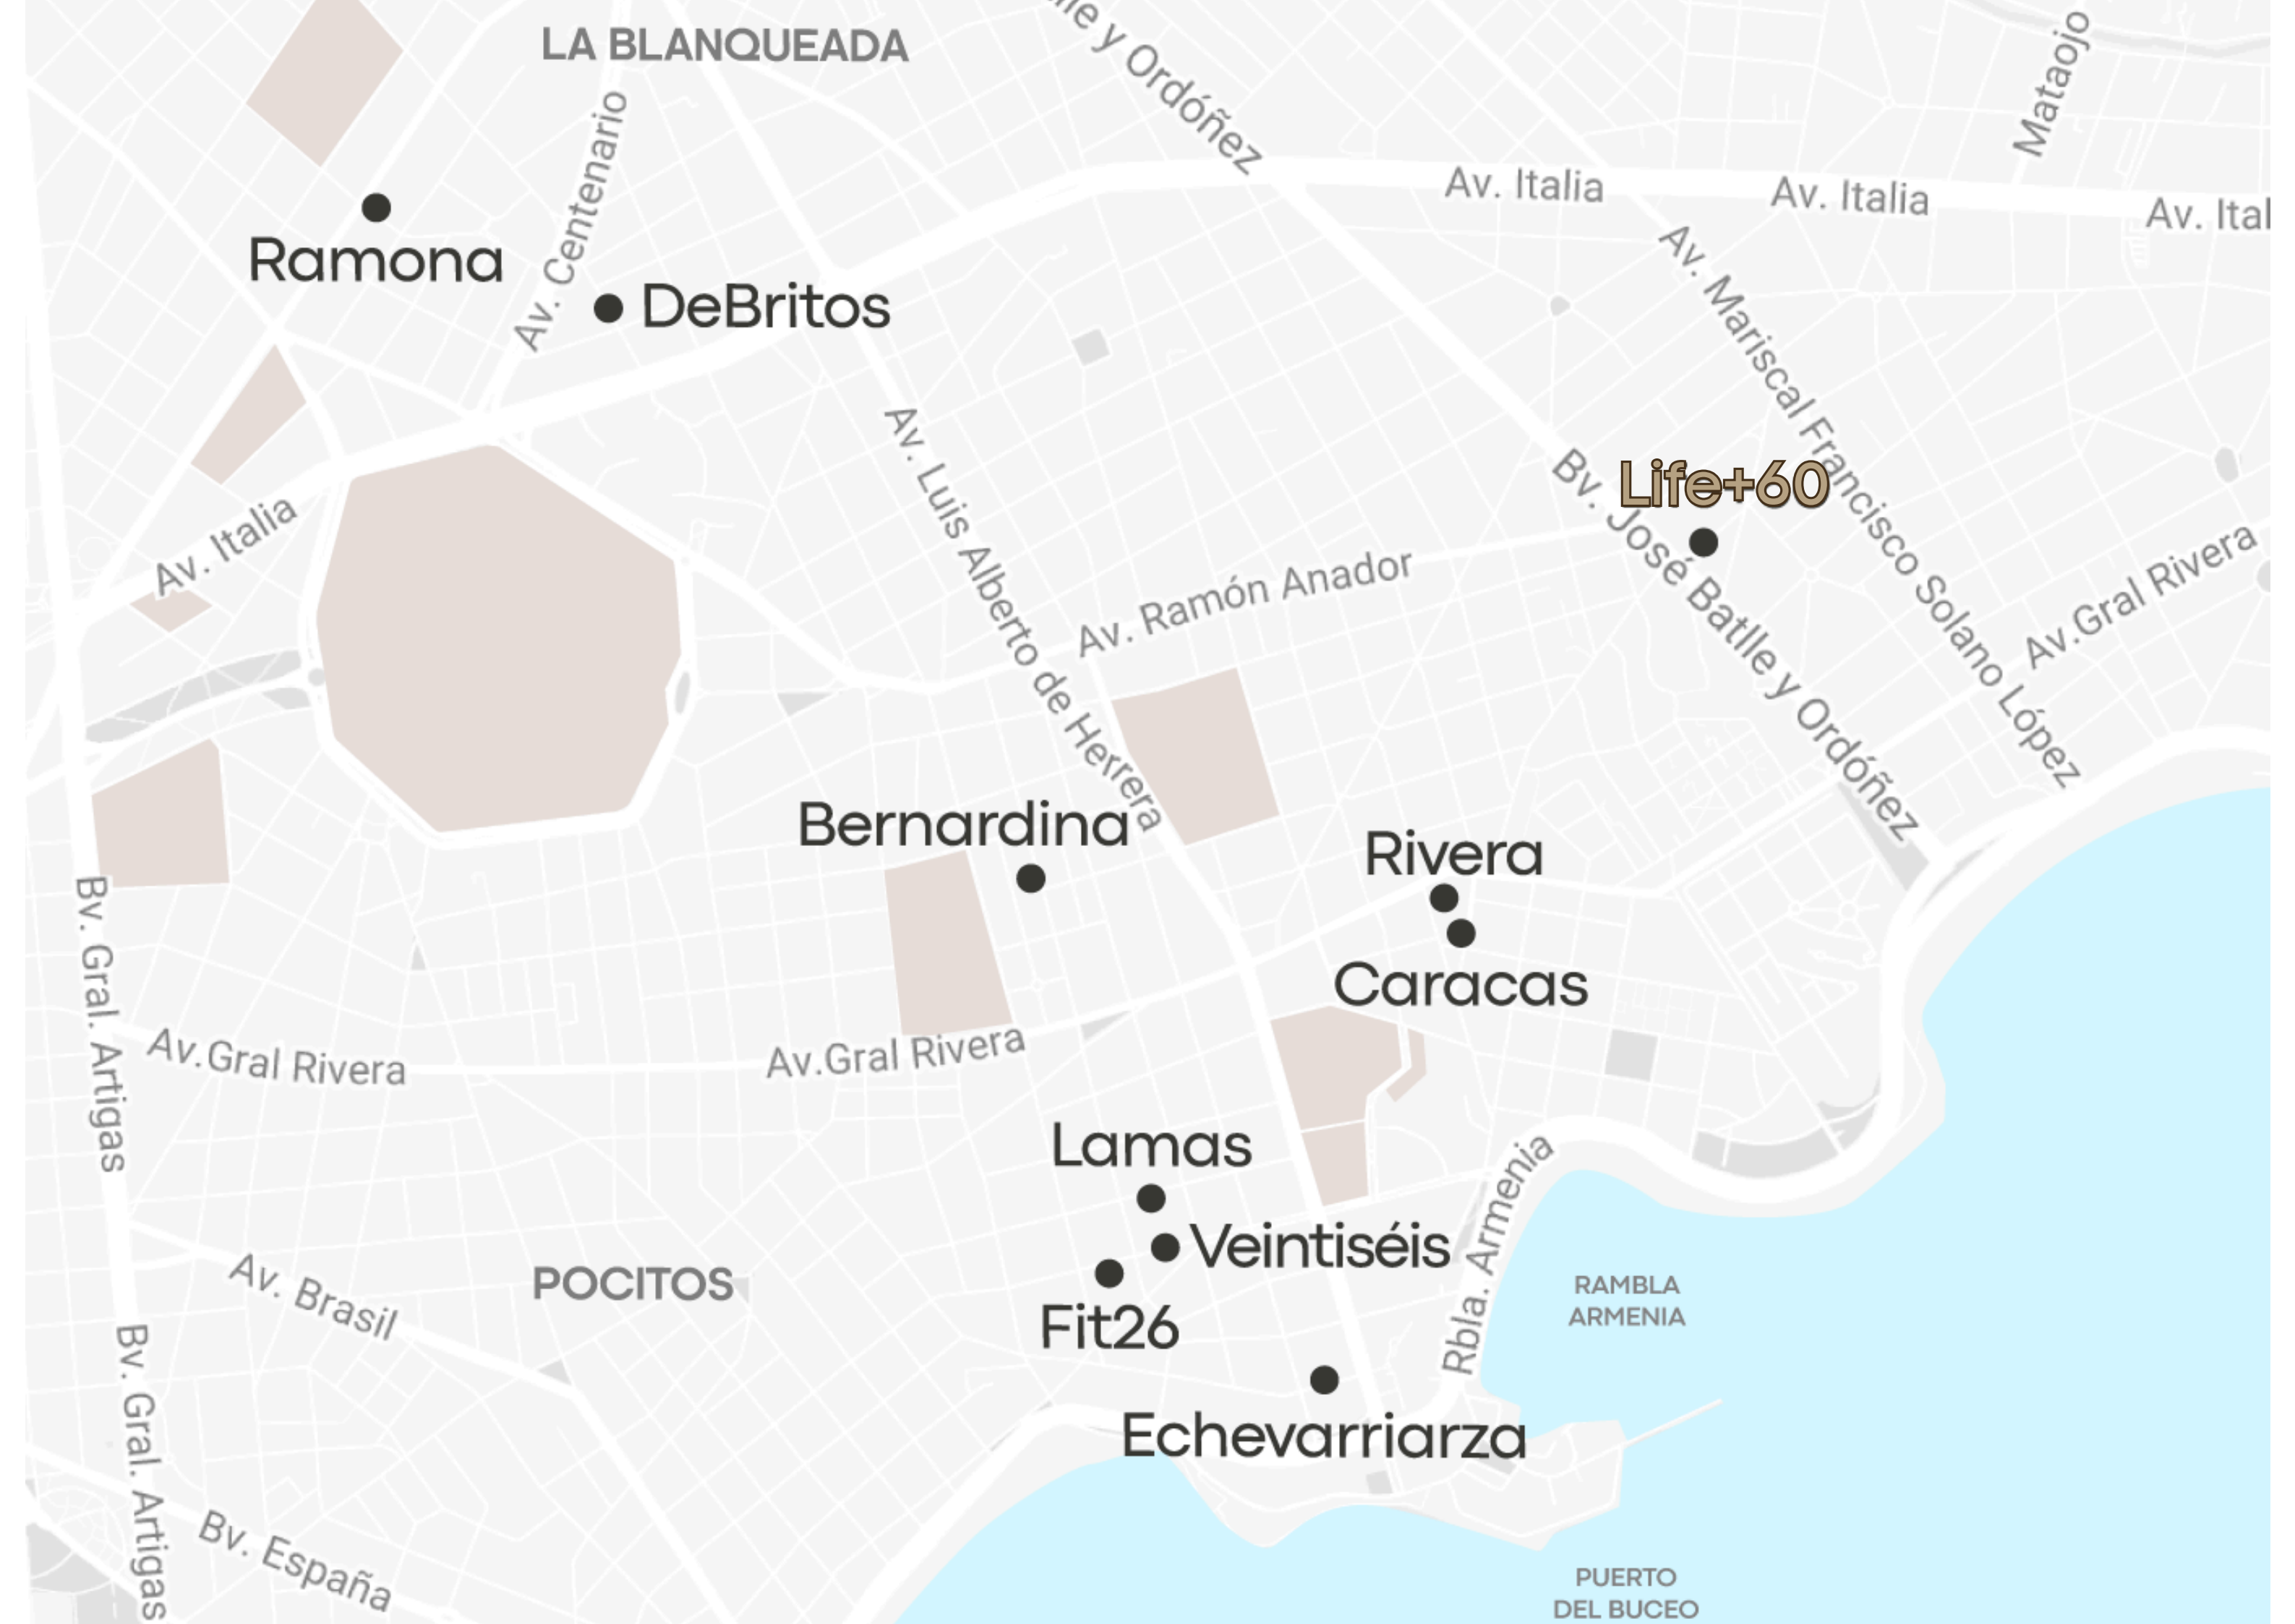 LA BLANQUEADA
lle y Ordóñez
Mataojo
Av. Italia
Av. Italia
Av. Ital
Ramona
Av. Centenario
DeBritos
Av. Mariscal Francisco Solano López
Av. Luis Alberto de Herrera
Life+60
Bv. José Batlle y Ordóñez
Av. Italia
Av. Ramón Anador
Av.Gral Rivera
Bernardina
Rivera
Caracas
Bv. Gral. Artigas
Av.Gral Rivera
Av.Gral Rivera
Lamas
Veintiséis
Fit26
Rbla. Armenia
Av. Brasil
POCITOS
RAMBLA
ARMENIA
Bv. Gral. Artigas
Echevarriarza
Bv. España
PUERTO
DEL BUCEO